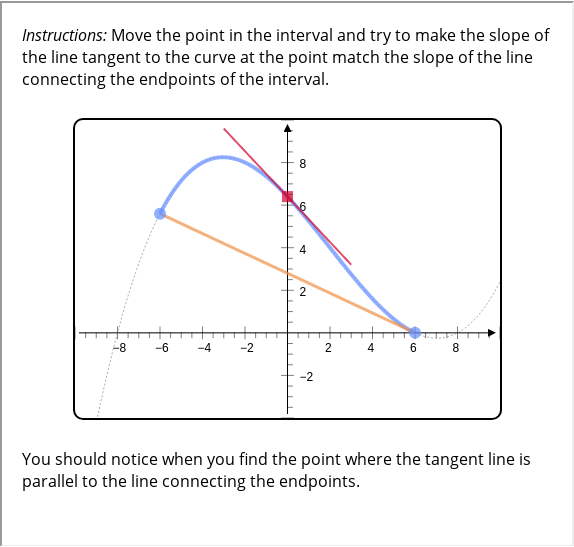 Instructions: Move the point in the interval and try to make the slope of
the line tangent to the curve at the point match the slope of the line
connecting the endpoints of the interval.
8
6
4
2
−8 −6 −4 −2 2 4 6 8
−2
You should notice when you find the point where the tangent line is
parallel to the line connecting the endpoints.